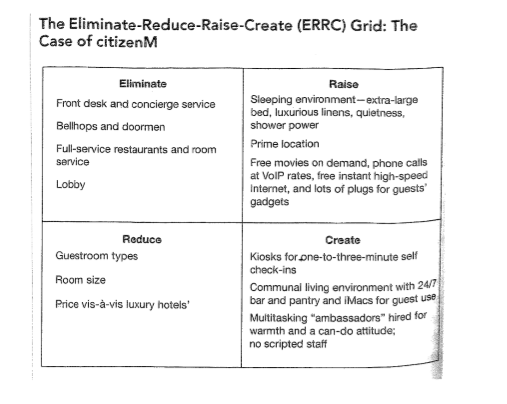 The Eliminate-Reduce-Raise-Create (ERRC) Grid: The
Case of citizenM
Eliminate
Front desk and concierge service
Bellhops and doormen
Full-service restaurants and room
service
Lobby
Raise
Sleeping environment—extra-large
bed, luxurious linens, quietness,
shower power
Prime location
Free movies on demand, phone calls
at VoIP rates, free instant high-speed
Internet, and lots of plugs for guests'
gadgets
Reduce
Guestroom types
Room size
Price vis-à-vis luxury hotels'
Create
Kiosks for one-to-three-minute self
check-ins
Communal living environment with 24/7
bar and pantry and iMacs for guest use
Multitasking "ambassadors" hired for
warmth and a can-do attitude;
no scripted staff